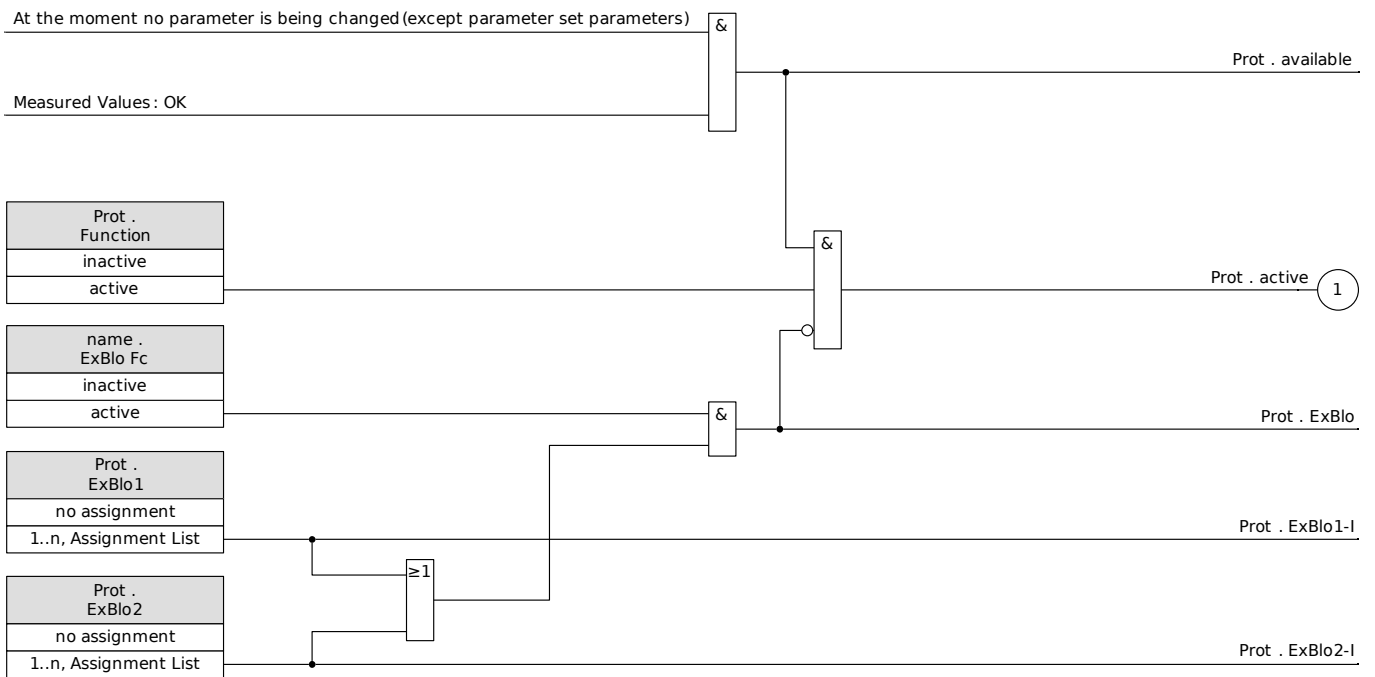 At the moment no parameter is being changed (except parameter set parameters)
&
Prot . available
Measured Values : OK
Prot .
Function
inactive
active
&
Prot . active
1
name .
ExBlo Fc
inactive
active
&
Prot . ExBlo
Prot .
ExBlo1
no assignment
1..n, Assignment List
Prot . ExBlo1-I
≥1
Prot .
ExBlo2
no assignment
1..n, Assignment List
Prot . ExBlo2-I